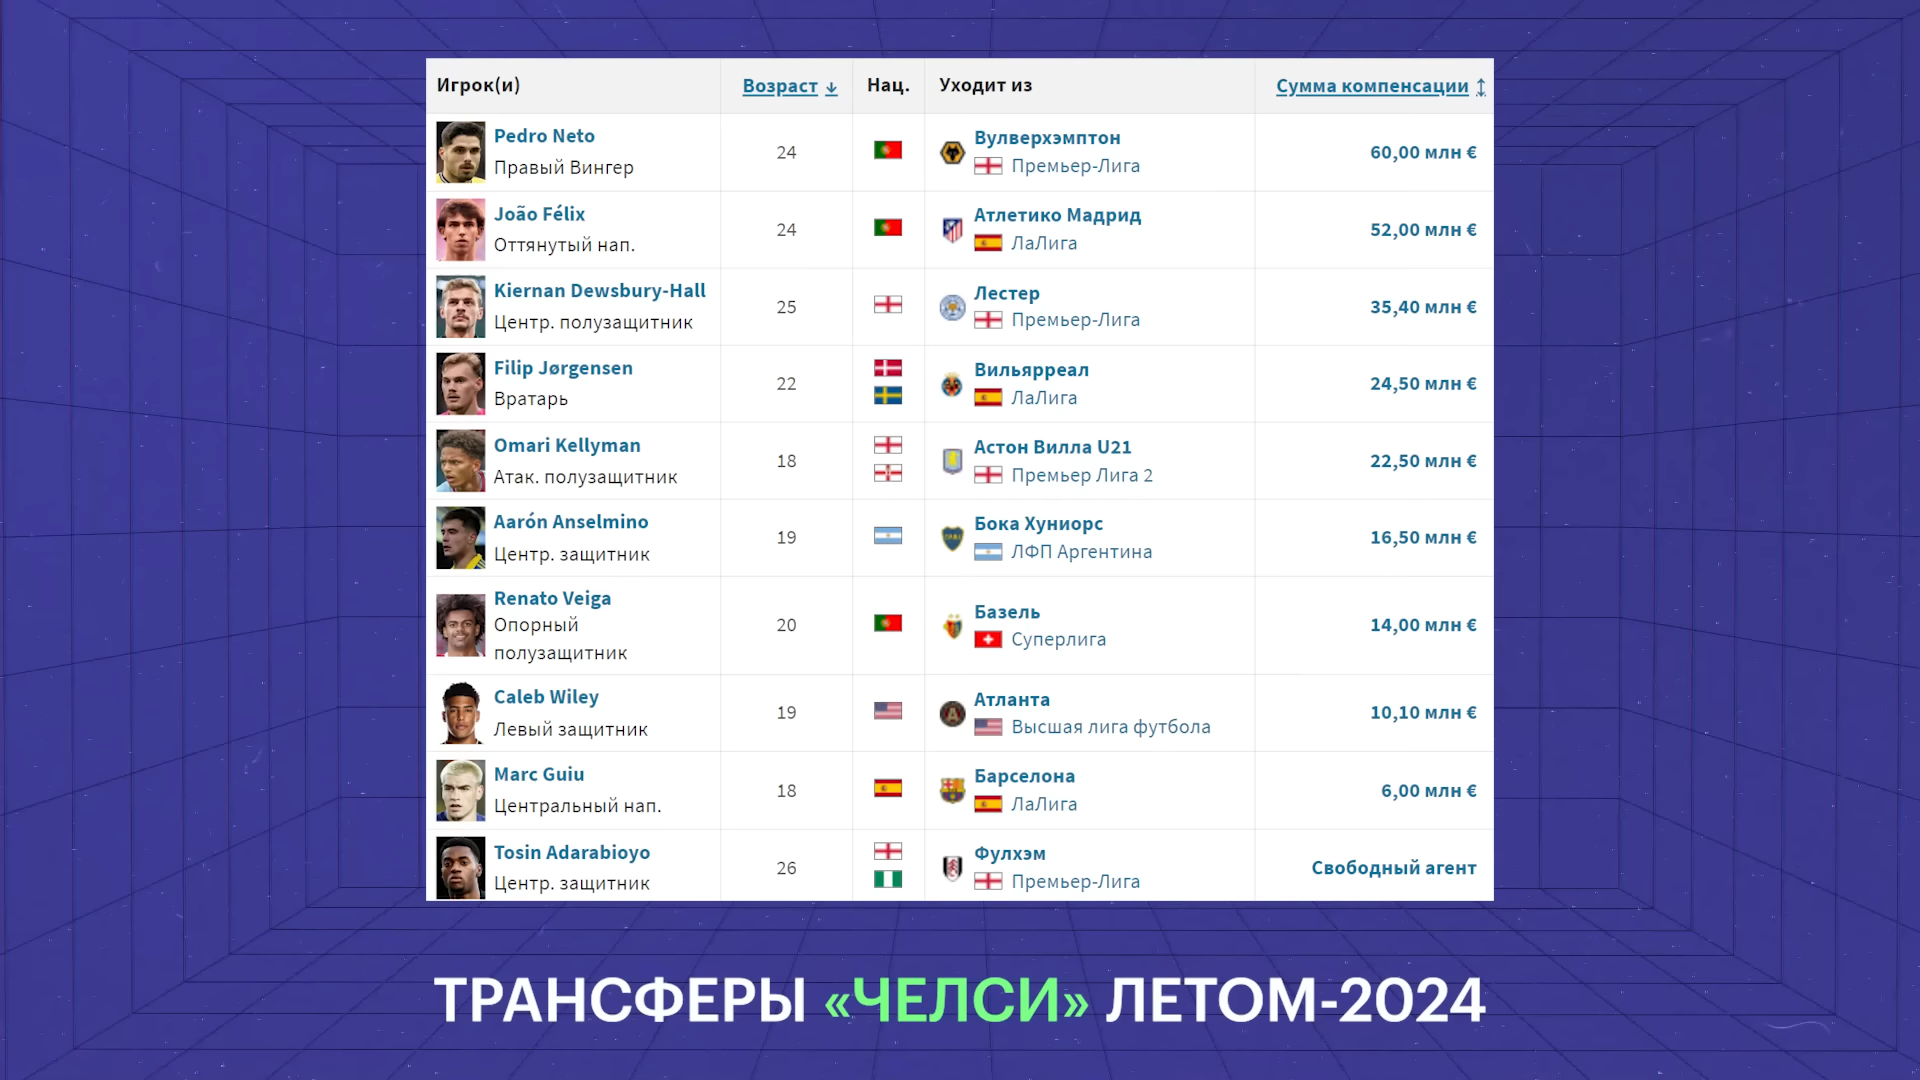 Игрок(и) Возраст Нац. Уходит из Сумма компенсации
Pedro Neto
Правый Вингер
24
Вулверхэмптон
Премьер-Лига
60,00 млн €
João Félix
Оттянутый нап.
24
Атлетико Мадрид
ЛаЛига
52,00 млн €
Kiernan Dewsbury-Hall
Центр. полузащитник
25
Лестер
Премьер-Лига
35,40 млн €
Filip Jørgensen
Вратарь
22
Вильярреал
ЛаЛига
24,50 млн €
Omari Kellyman
Атак. полузащитник
18
Астон Вилла U21
Премьер Лига 2
22,50 млн €
Aarón Anselmino
Центр. защитник
19
Бока Хуниорс
ЛФП Аргентина
16,50 млн €
Renato Veiga
Опорный
полузащитник
20
Базель
Суперлига
14,00 млн €
Caleb Wiley
Левый защитник
19
Атланта
Высшая лига футбола
10,10 млн €
Marc Guiu
Центральный нап.
18
Барселона
ЛаЛига
6,00 млн €
Tosin Adarabioyo
Центр. защитник
26
Фулхэм
Премьер-Лига
Свободный агент
ТРАНСФЕРЫ «ЧЕЛСИ» ЛЕТОМ-2024